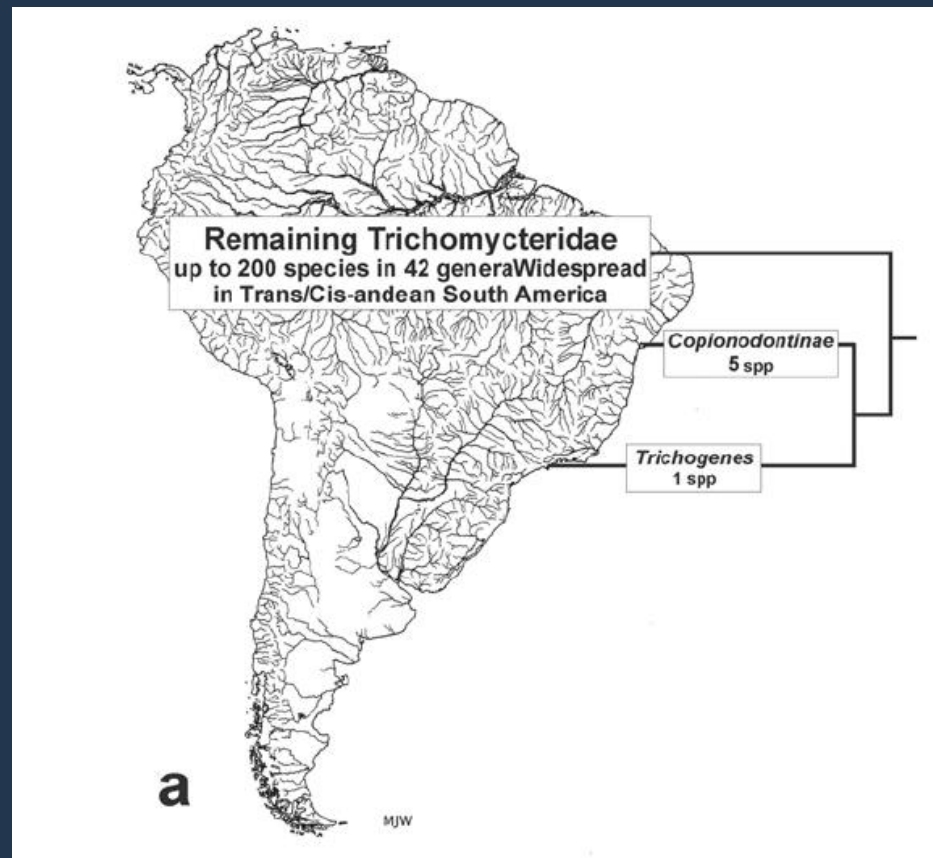 Remaining Trichomycteridae
up to 200 species in 42 generaWidespread
in Trans/Cis-andean South America
Copionodontinae
5 spp
Trichogenes
1 spp
a
MJW